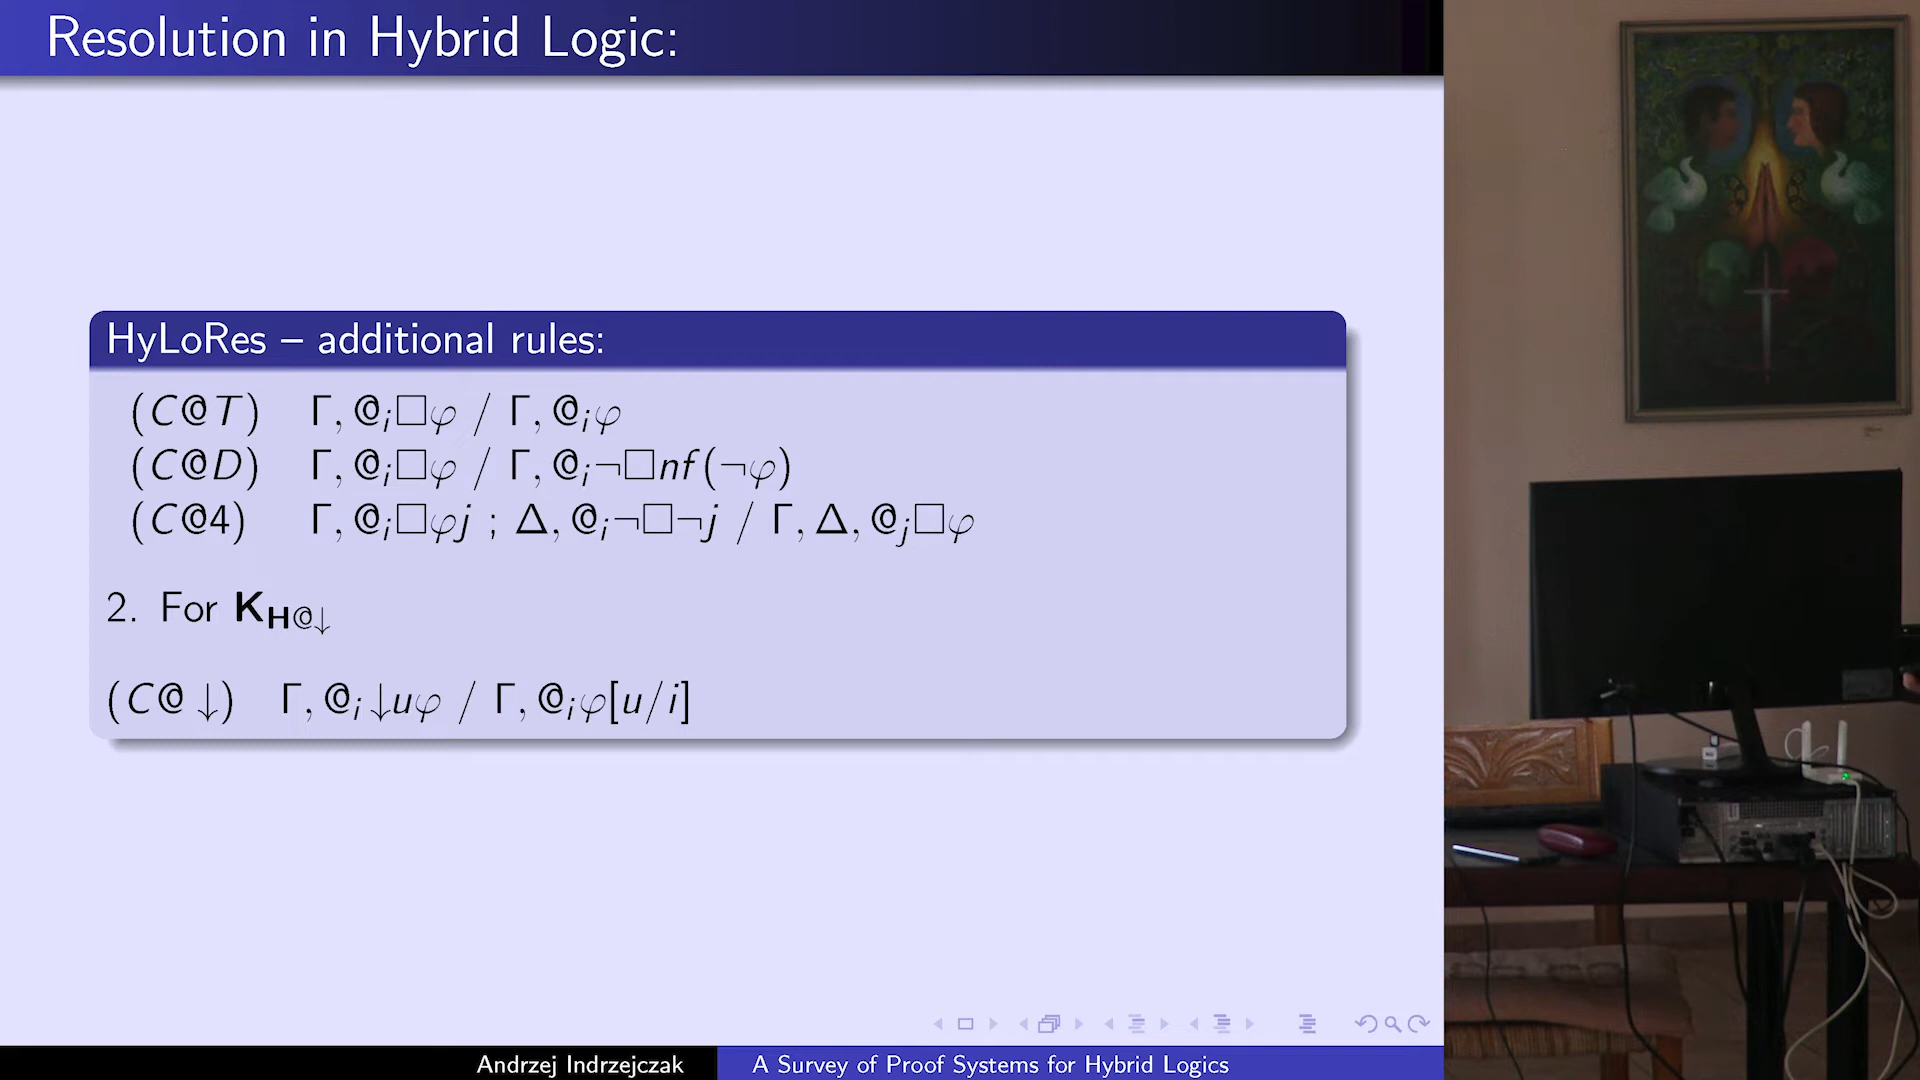 Resolution in Hybrid Logic:
HyLoRes – additional rules:
(C@T) Γ, @ᵢ□φ / Γ, @ᵢφ
(C@D) Γ, @ᵢ□φ / Γ, @ᵢ¬□nf(¬φ)
(C@4) Γ, @ᵢ□φj ; Δ, @ᵢ¬□¬j / Γ, Δ, @ⱼ□φ
2. For K_H@↓
(C@ ↓) Γ, @ᵢ↓uφ / Γ, @ᵢφ[u/i]
Andrzej Indrzejczak
A Survey of Proof Systems for Hybrid Logics